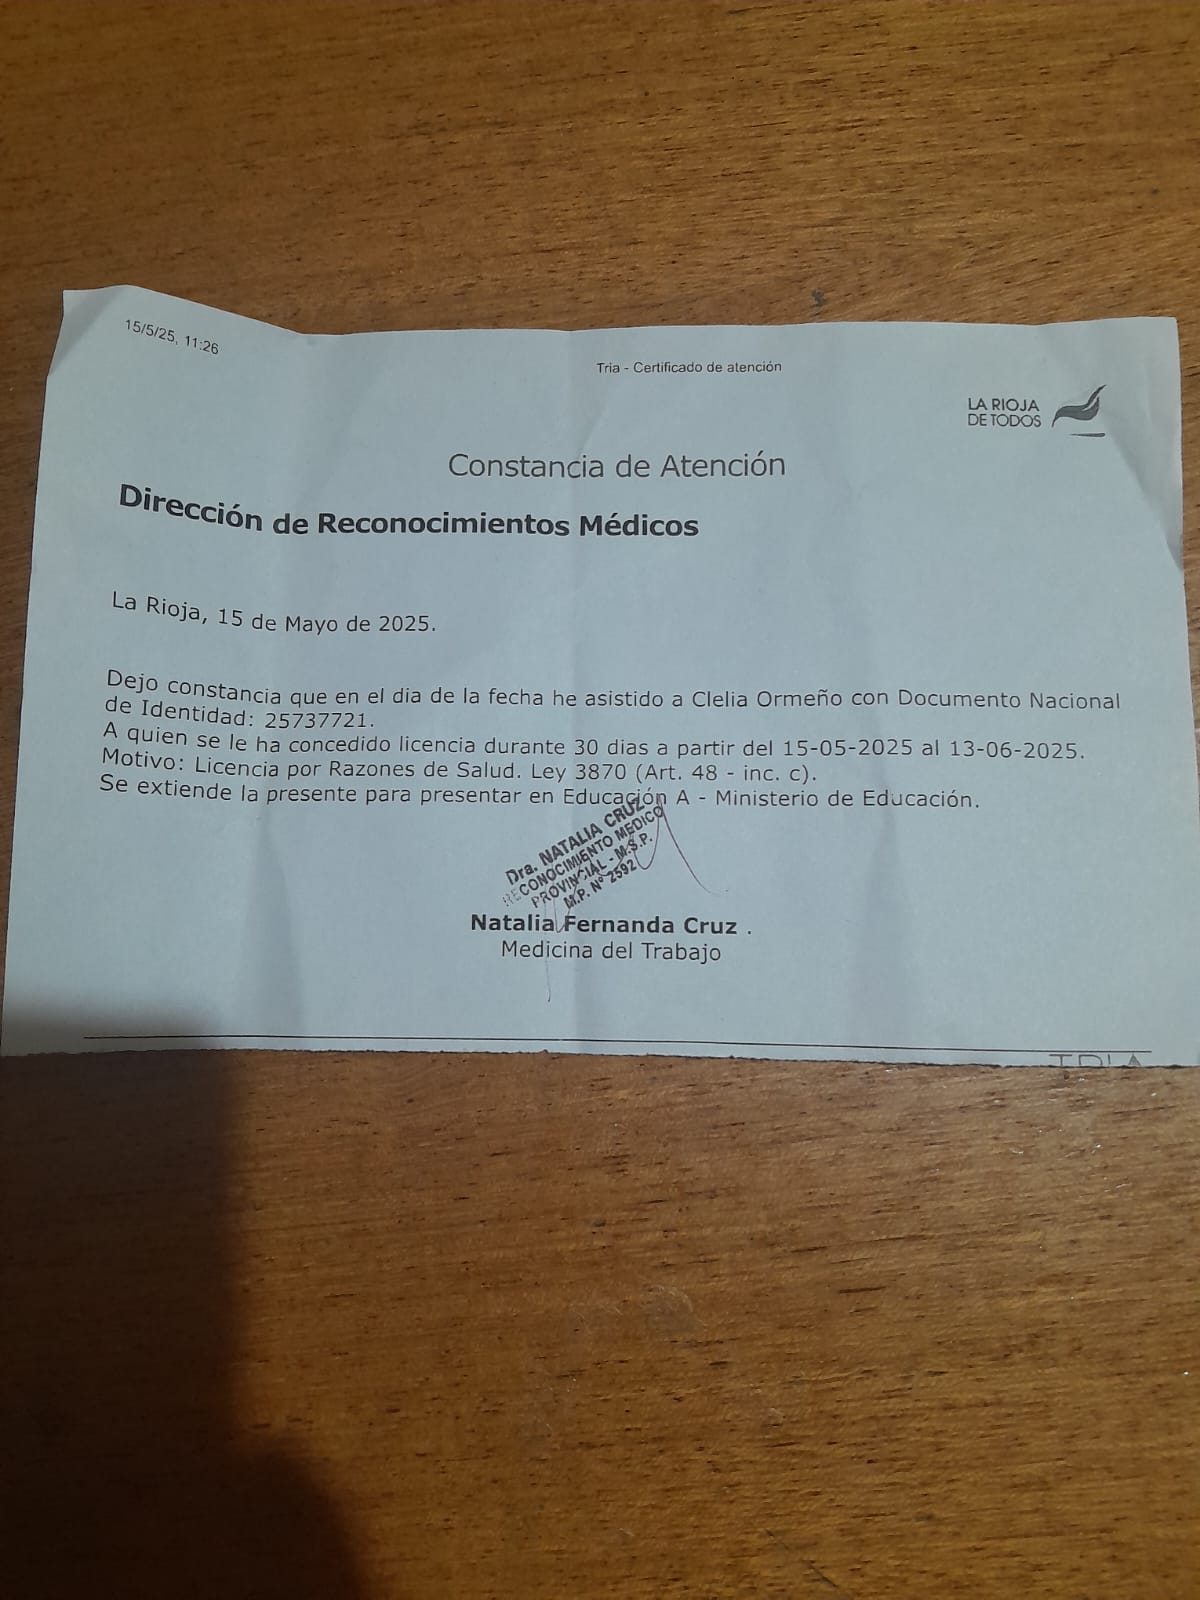 15/5/25, 11:26
Tria - Certificado de atención
LA RIOJA
DE TODOS
Constancia de Atención
Dirección de Reconocimientos Médicos
La Rioja, 15 de Mayo de 2025.
Dejo constancia que en el dia de la fecha he asistido a Clelia Ormeño con Documento Nacional
de Identidad: 25737721.
A quien se le ha concedido licencia durante 30 dias a partir del 15-05-2025 al 13-06-2025.
Motivo: Licencia por Razones de Salud. Ley 3870 (Art. 48 - inc. c).
Se extiende la presente para presentar en Educación A - Ministerio de Educación.
Dra. NATALIA CRUZ
RECONOCIMIENTO MEDICO
PROVINCIAL - M.S.P.
M.P. N° 2592
Natalia Fernanda Cruz .
Medicina del Trabajo
TRIA